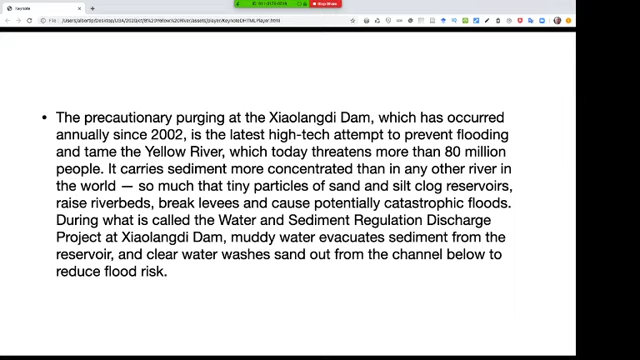 • The precautionary purging at the Xiaolangdi Dam, which has occurred
annually since 2002, is the latest high-tech attempt to prevent flooding
and tame the Yellow River, which today threatens more than 80 million
people. It carries sediment more concentrated than in any other river in
the world — so much that tiny particles of sand and silt clog reservoirs,
raise riverbeds, break levees and cause potentially catastrophic floods.
During what is called the Water and Sediment Regulation Discharge
Project at Xiaolangdi Dam, muddy water evacuates sediment from the
reservoir, and clear water washes sand out from the channel below to
reduce flood risk.